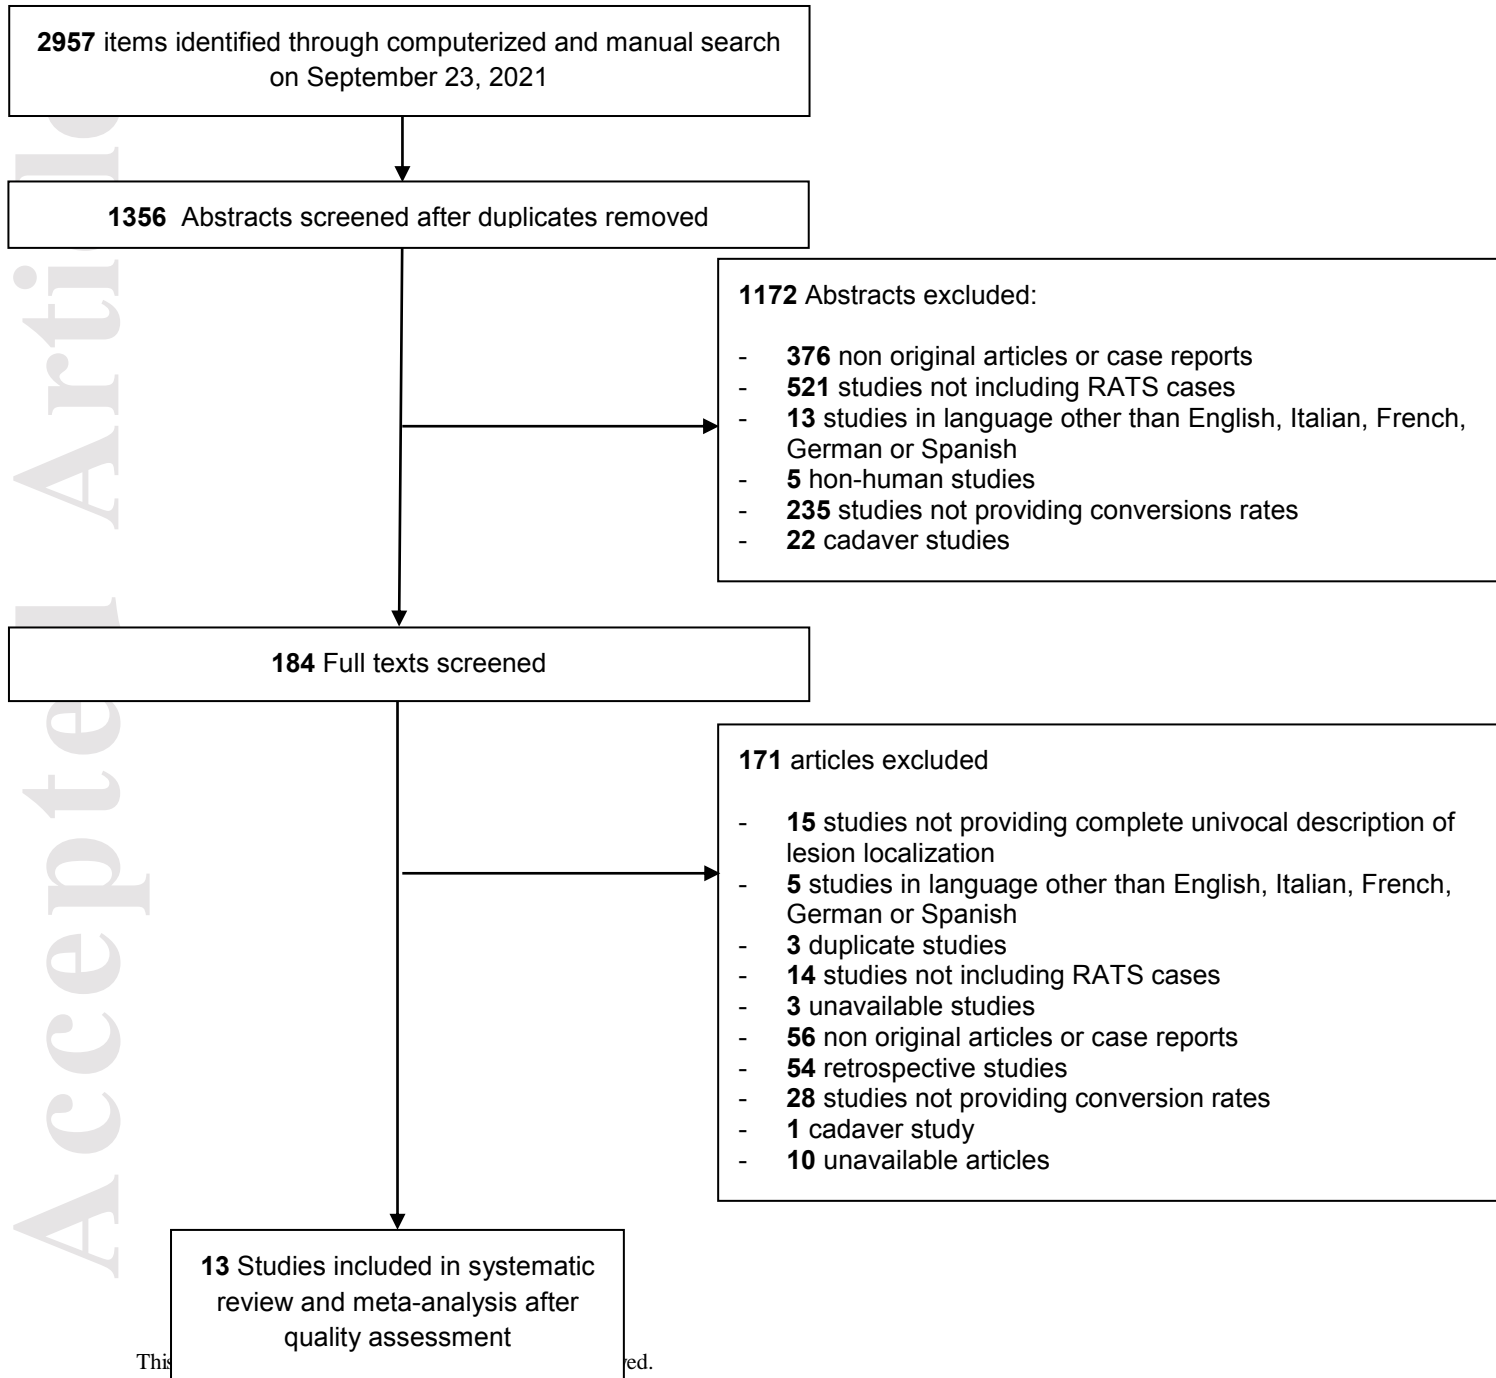 2957 items identified through computerized and manual search
on September 23, 2021
1356 Abstracts screened after duplicates removed
1172 Abstracts excluded:
- 376 non original articles or case reports
- 521 studies not including RATS cases
- 13 studies in language other than English, Italian, French,
German or Spanish
- 5 hon-human studies
- 235 studies not providing conversions rates
- 22 cadaver studies
184 Full texts screened
171 articles excluded
- 15 studies not providing complete univocal description of
lesion localization
- 5 studies in language other than English, Italian, French,
German or Spanish
- 3 duplicate studies
- 14 studies not including RATS cases
- 3 unavailable studies
- 56 non original articles or case reports
- 54 retrospective studies
- 28 studies not providing conversion rates
- 1 cadaver study
- 10 unavailable articles
13 Studies included in systematic
review and meta-analysis after
quality assessment